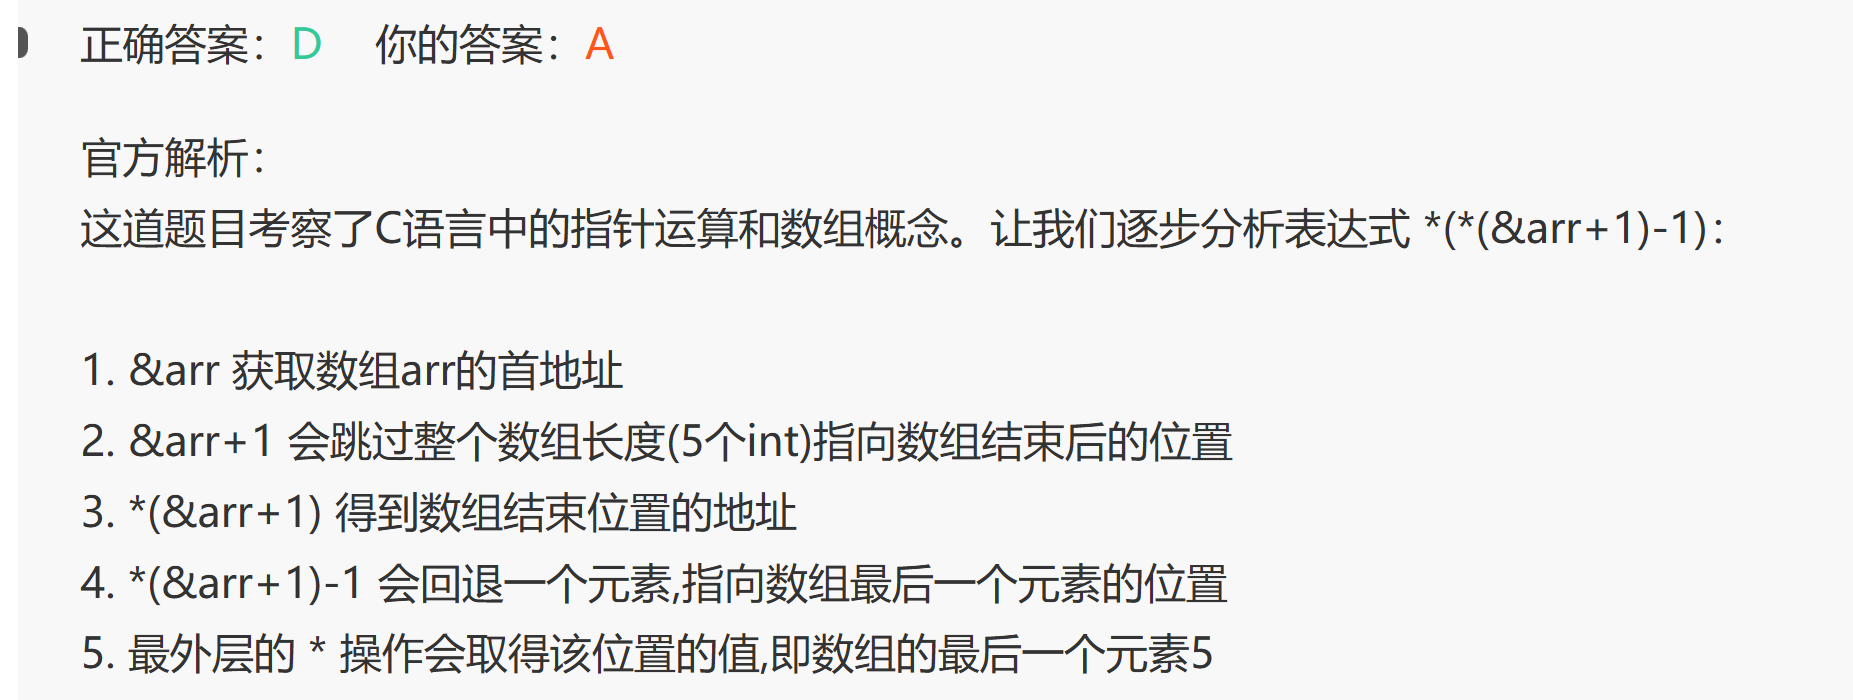 正确答案：D 你的答案：A
官方解析：
这道题目考察了C语言中的指针运算和数组概念。让我们逐步分析表达式 *(*(&arr+1)-1)：
1. &arr 获取数组arr的首地址
2. &arr+1 会跳过整个数组长度(5个int)指向数组结束后的位置
3. *(&arr+1) 得到数组结束位置的地址
4. *(&arr+1)-1 会回退一个元素,指向数组最后一个元素的位置
5. 最外层的 * 操作会取得该位置的值,即数组的最后一个元素5